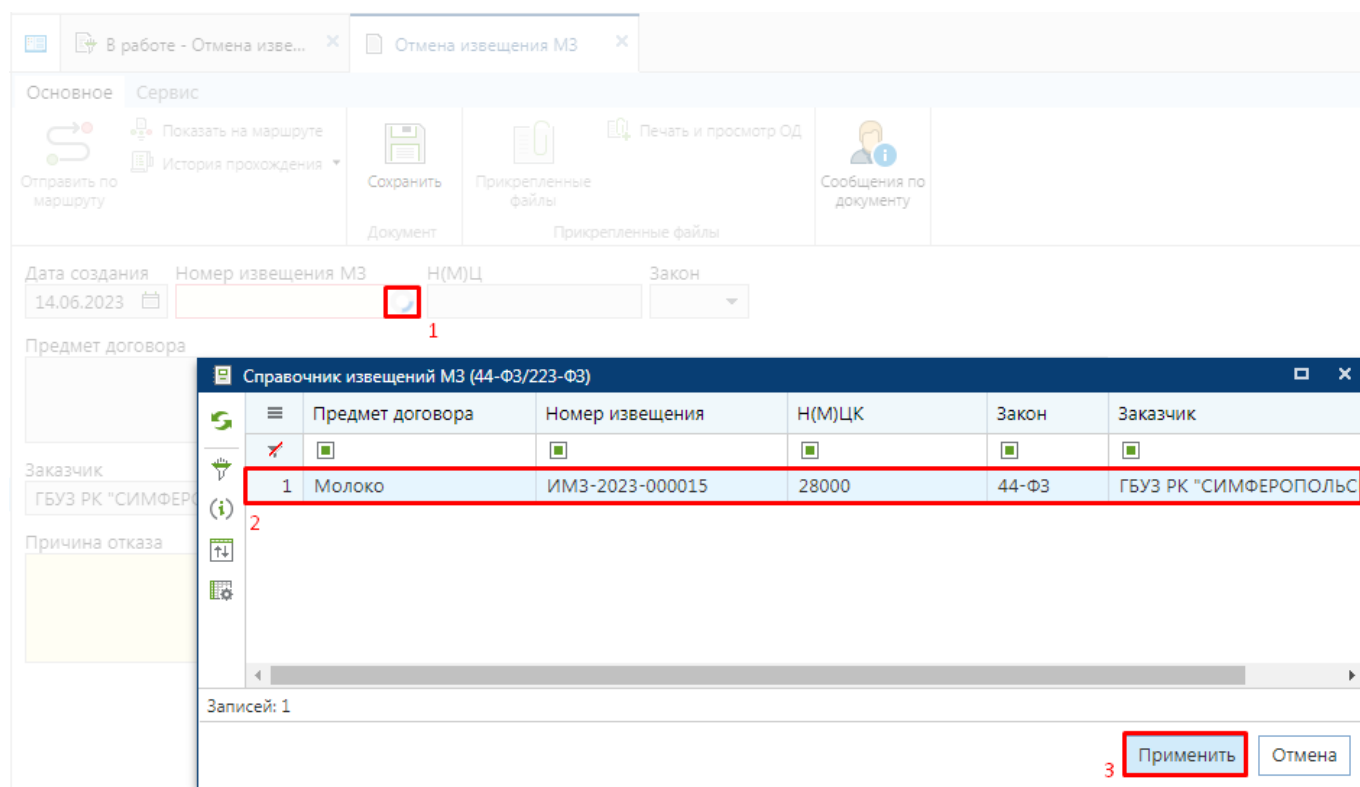 В работе - Отмена изве...
Отмена извещения МЗ
Основное Сервис
Отправить по маршруту
Показать на маршруте
История прохождения
Сохранить
Документ
Прикрепленные файлы
Печать и просмотр ОД
Прикрепленные файлы
Сообщения по документу
Дата создания Номер извещения МЗ Н(М)Ц Закон
14.06.2023
1
Предмет договора
Справочник извещений МЗ (44-ФЗ/223-ФЗ)
Предмет договора Номер извещения Н(М)ЦК Закон Заказчик
1 Молоко ИМЗ-2023-000015 28000 44-ФЗ ГБУЗ РК "СИМФЕРОПОЛЬС
2
Заказчик
ГБУЗ РК "СИМФЕРО
Причина отказа
Записей: 1
3 Применить Отмена